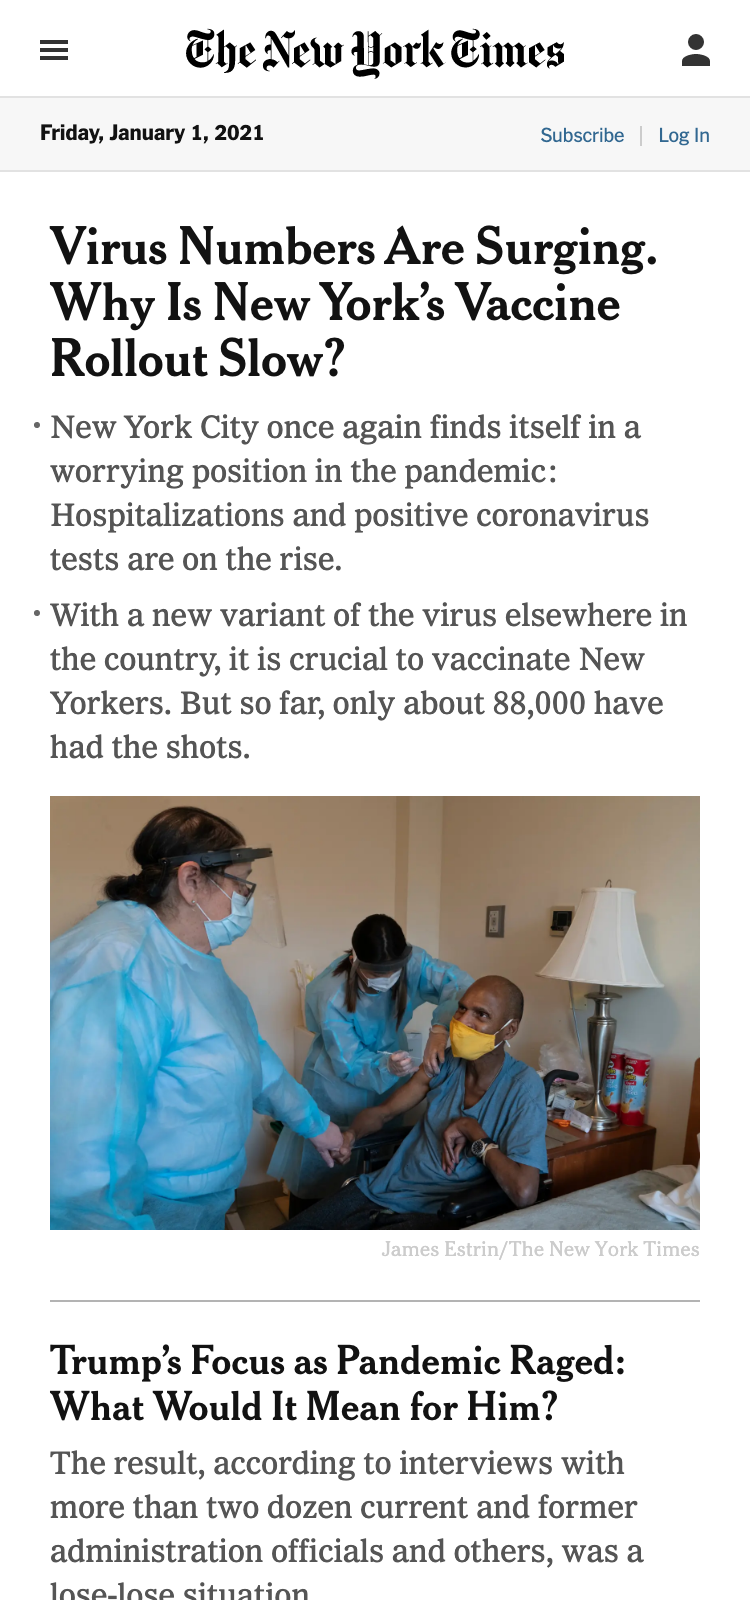 The New York Times
Friday, January 1, 2021
Subscribe | Log In
Virus Numbers Are Surging.
Why Is New York’s Vaccine
Rollout Slow?
• New York City once again finds itself in a
worrying position in the pandemic:
Hospitalizations and positive coronavirus
tests are on the rise.
• With a new variant of the virus elsewhere in
the country, it is crucial to vaccinate New
Yorkers. But so far, only about 88,000 have
had the shots.
James Estrin/The New York Times
Trump’s Focus as Pandemic Raged:
What Would It Mean for Him?
The result, according to interviews with
more than two dozen current and former
administration officials and others, was a
lose-lose situation.